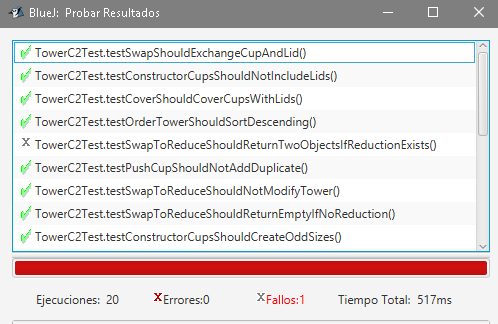 BlueJ: Probar Resultados
TowerC2Test.testSwapShouldExchangeCupAndLid()
TowerC2Test.testConstructorCupsShouldNotIncludeLids()
TowerC2Test.testCoverShouldCoverCupsWithLids()
TowerC2Test.testOrderTowerShouldSortDescending()
TowerC2Test.testSwapToReduceShouldReturnTwoObjectsIfReductionExists()
TowerC2Test.testPushCupShouldNotAddDuplicate()
TowerC2Test.testSwapToReduceShouldNotModifyTower()
TowerC2Test.testSwapToReduceShouldReturnEmptyIfNoReduction()
TowerC2Test.testConstructorCupsShouldCreateOddSizes()
Ejecuciones: 20 Errores:0 Fallos:1 Tiempo Total: 517ms